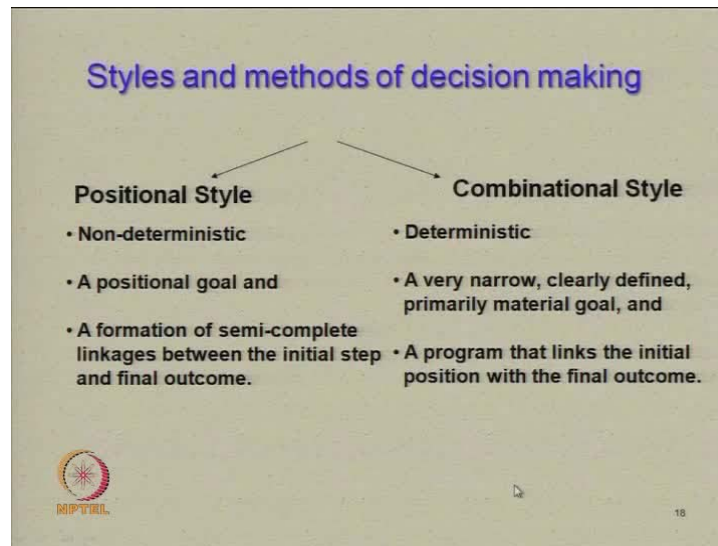 Styles and methods of decision making
Positional Style
• Non-deterministic
• A positional goal and
• A formation of semi-complete
linkages between the initial step
and final outcome.
Combinational Style
• Deterministic
• A very narrow, clearly defined,
primarily material goal, and
• A program that links the initial
position with the final outcome.
NPTEL
18